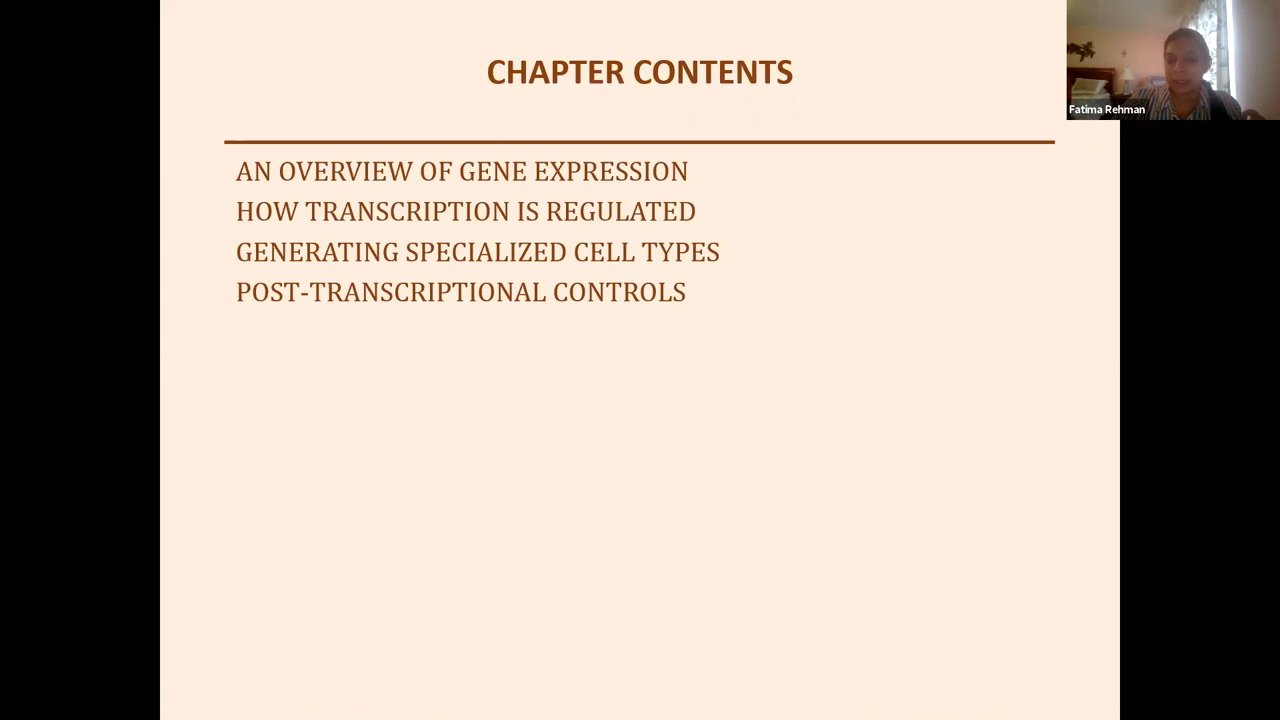 CHAPTER CONTENTS
Fatima Rehman
AN OVERVIEW OF GENE EXPRESSION
HOW TRANSCRIPTION IS REGULATED
GENERATING SPECIALIZED CELL TYPES
POST-TRANSCRIPTIONAL CONTROLS